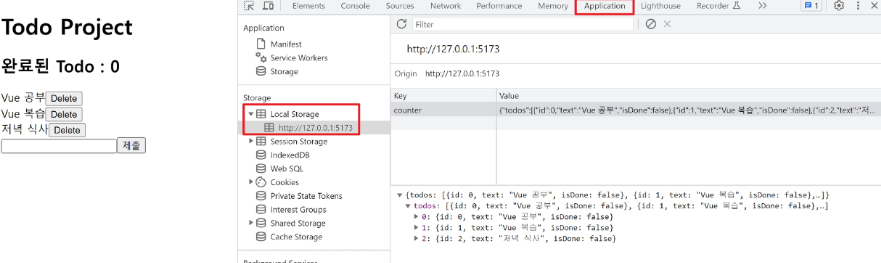 Todo Project
완료된 Todo : 0
Vue 공부 Delete
Vue 복습 Delete
저녁 식사 Delete
제출
Elements Console Sources Network Performance Memory Application Lighthouse Recorder 1
Application
Manifest
Service Workers
Storage
Storage
Local Storage
http://127.0.0.1:5173
Session Storage
IndexedDB
Web SQL
Cookies
Private State Tokens
Interest Groups
Shared Storage
Cache Storage
Filter
http://127.0.0.1:5173
Origin http://127.0.0.1:5173
Key Value
counter {"todos":[{"id":0,"text":"Vue 공부","isDone":false},{"id":1,"text":"Vue 복습","isDone":false},{"id":2,"text":"저...
{todos: [{id: 0, text: "Vue 공부", isDone: false}, {id: 1, text: "Vue 복습", isDone: false},…]}
todos: [{id: 0, text: "Vue 공부", isDone: false}, {id: 1, text: "Vue 복습", isDone: false},…]
0: {id: 0, text: "Vue 공부", isDone: false}
1: {id: 1, text: "Vue 복습", isDone: false}
2: {id: 2, text: "저녁 식사", isDone: false}